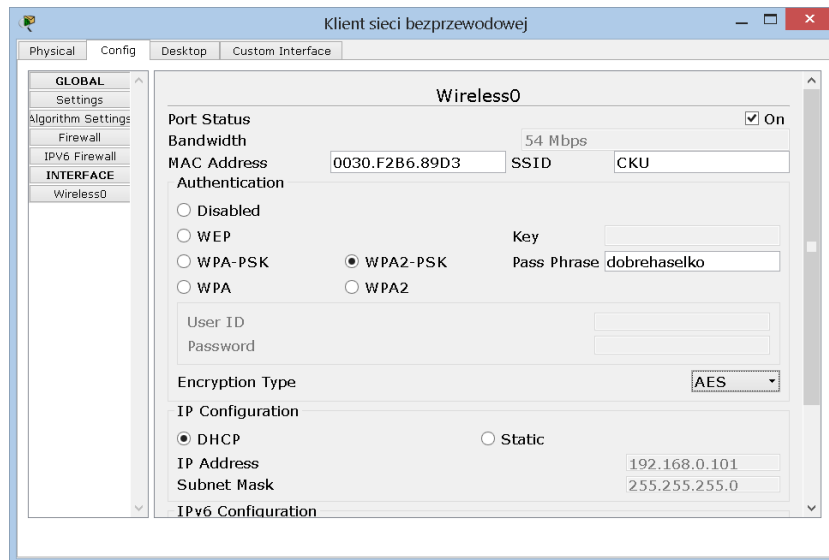 Klient sieci bezprzewodowej
Physical Config Desktop Custom Interface
GLOBAL
Settings
Algorithm Settings
Firewall
IPV6 Firewall
INTERFACE
Wireless0
Wireless0
Port Status On
Bandwidth 54 Mbps
MAC Address 0030.F2B6.89D3 SSID CKU
Authentication
Disabled
WEP Key
WPA-PSK WPA2-PSK Pass Phrase dobrehaselko
WPA WPA2
User ID
Password
Encryption Type AES
IP Configuration
DHCP Static
IP Address 192.168.0.101
Subnet Mask 255.255.255.0
IPv6 Configuration